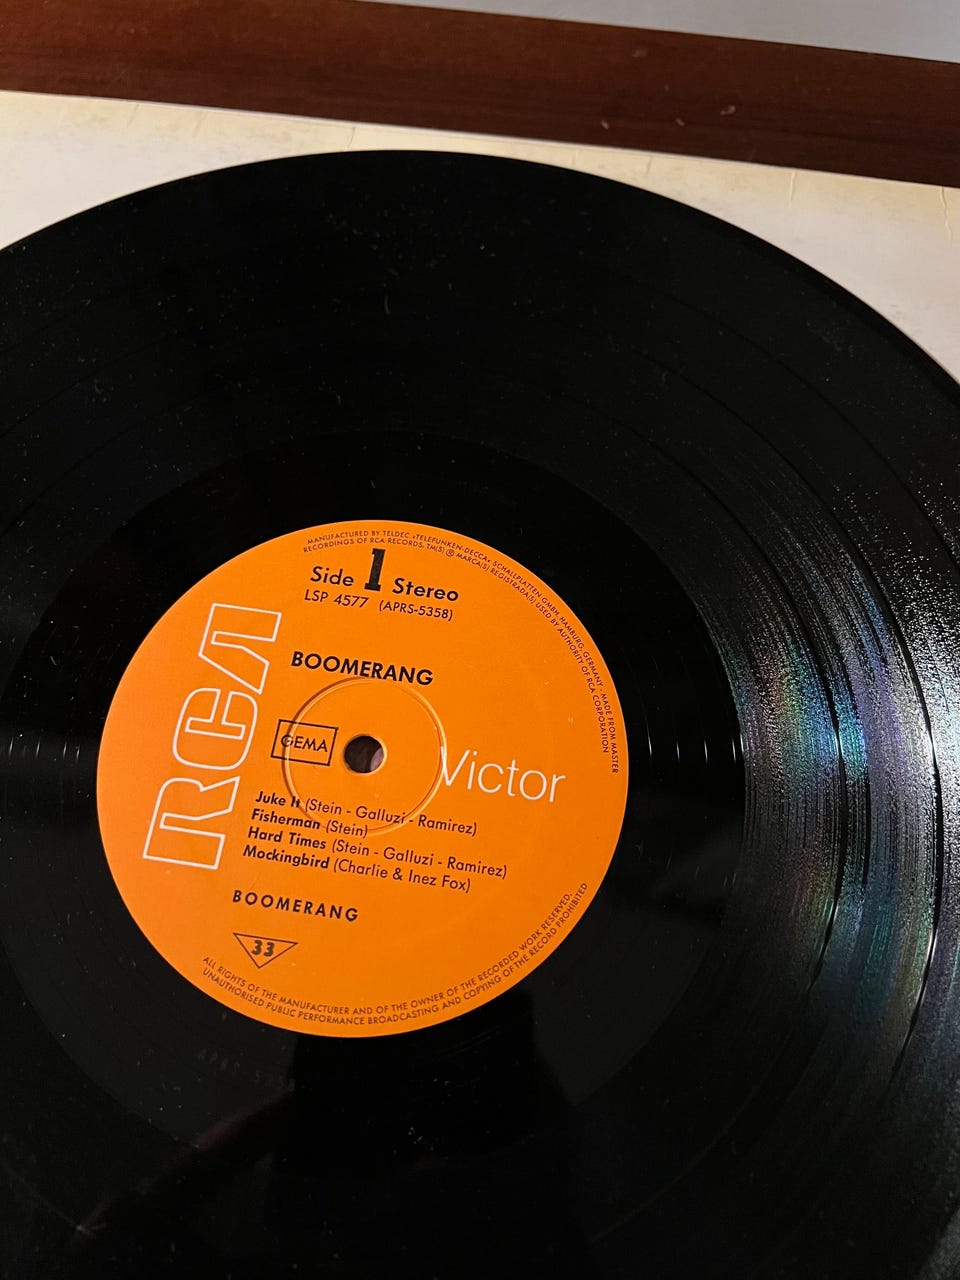 MANUFACTURED BY TELDEC »TELEFUNKEN-DECCA« SCHALLPLATTEN GMBH, HAMBURG, GERMANY · MADE FROM MASTER
RECORDINGS OF RCA RECORDS. TM(S) ® MARCA(S) REGISTRADA(S) USED BY AUTHORITY OF RCA CORPORATION
Side 1 Stereo
LSP 4577 (APRS-5358)
BOOMERANG
RCA
GEMA
Victor
Juke It (Stein - Galluzi - Ramirez)
Fisherman (Stein)
Hard Times (Stein - Galluzi - Ramirez)
Mockingbird (Charlie & Inez Fox)
BOOMERANG
33
ALL RIGHTS OF THE MANUFACTURER AND OF THE OWNER OF THE RECORDED WORK RESERVED.
UNAUTHORISED PUBLIC PERFORMANCE BROADCASTING AND COPYING OF THE RECORD PROHIBITED